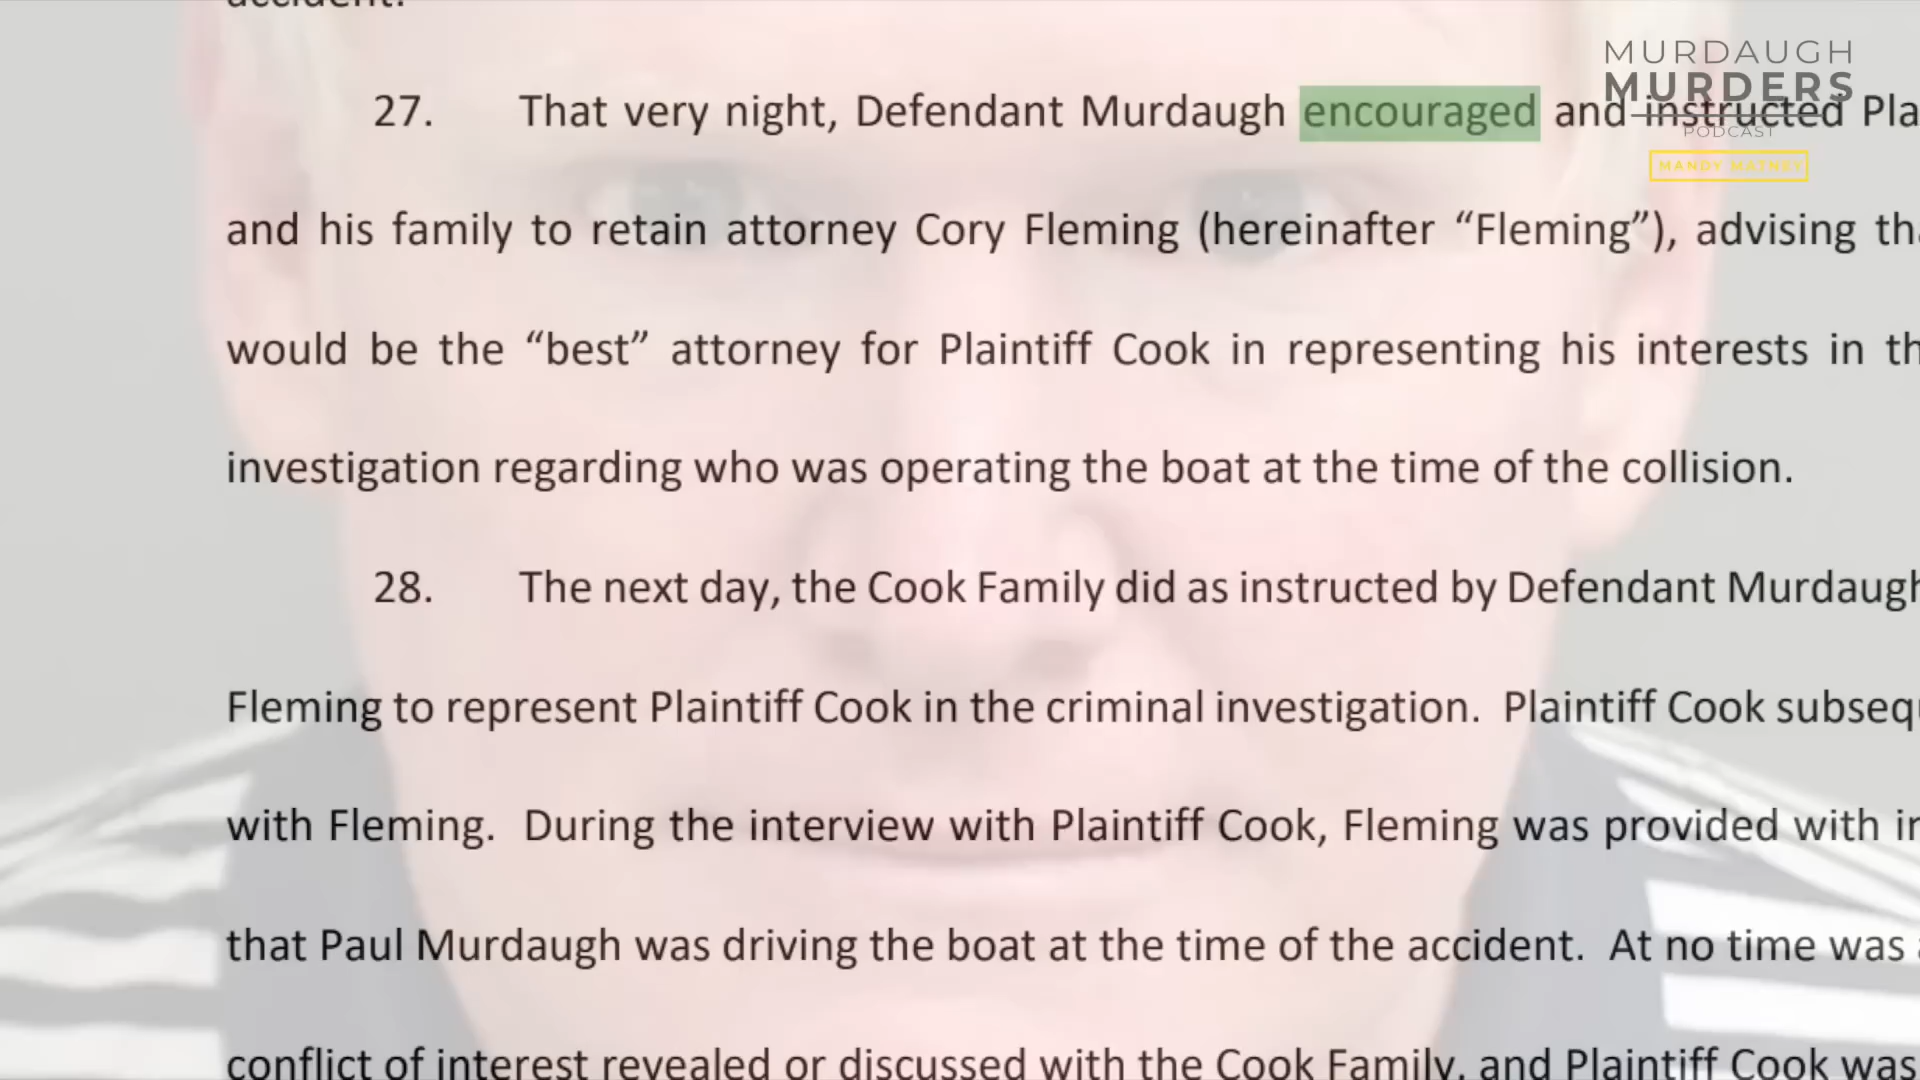 accident.
MURDAUGH
MURDERS
PODCAST
MANDY MATNEY
27. That very night, Defendant Murdaugh encouraged and instructed Pla
and his family to retain attorney Cory Fleming (hereinafter “Fleming”), advising tha
would be the “best” attorney for Plaintiff Cook in representing his interests in th
investigation regarding who was operating the boat at the time of the collision.
28. The next day, the Cook Family did as instructed by Defendant Murdaugh
Fleming to represent Plaintiff Cook in the criminal investigation. Plaintiff Cook subsequ
with Fleming. During the interview with Plaintiff Cook, Fleming was provided with in
that Paul Murdaugh was driving the boat at the time of the accident. At no time was a
conflict of interest revealed or discussed with the Cook Family, and Plaintiff Cook was